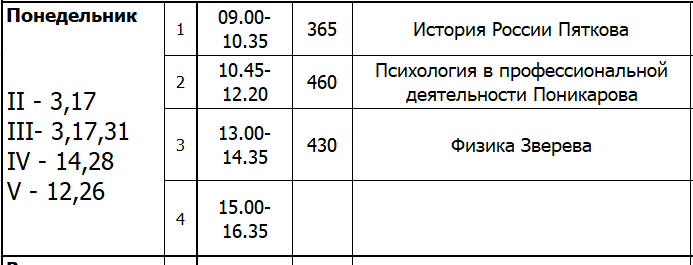 Понедельник
II - 3,17
III- 3,17,31
IV - 14,28
V - 12,26
1
09.00-
10.35
365
История России Пяткова
2
10.45-
12.20
460
Психология в профессиональной
деятельности Поникарова
3
13.00-
14.35
430
Физика Зверева
4
15.00-
16.35